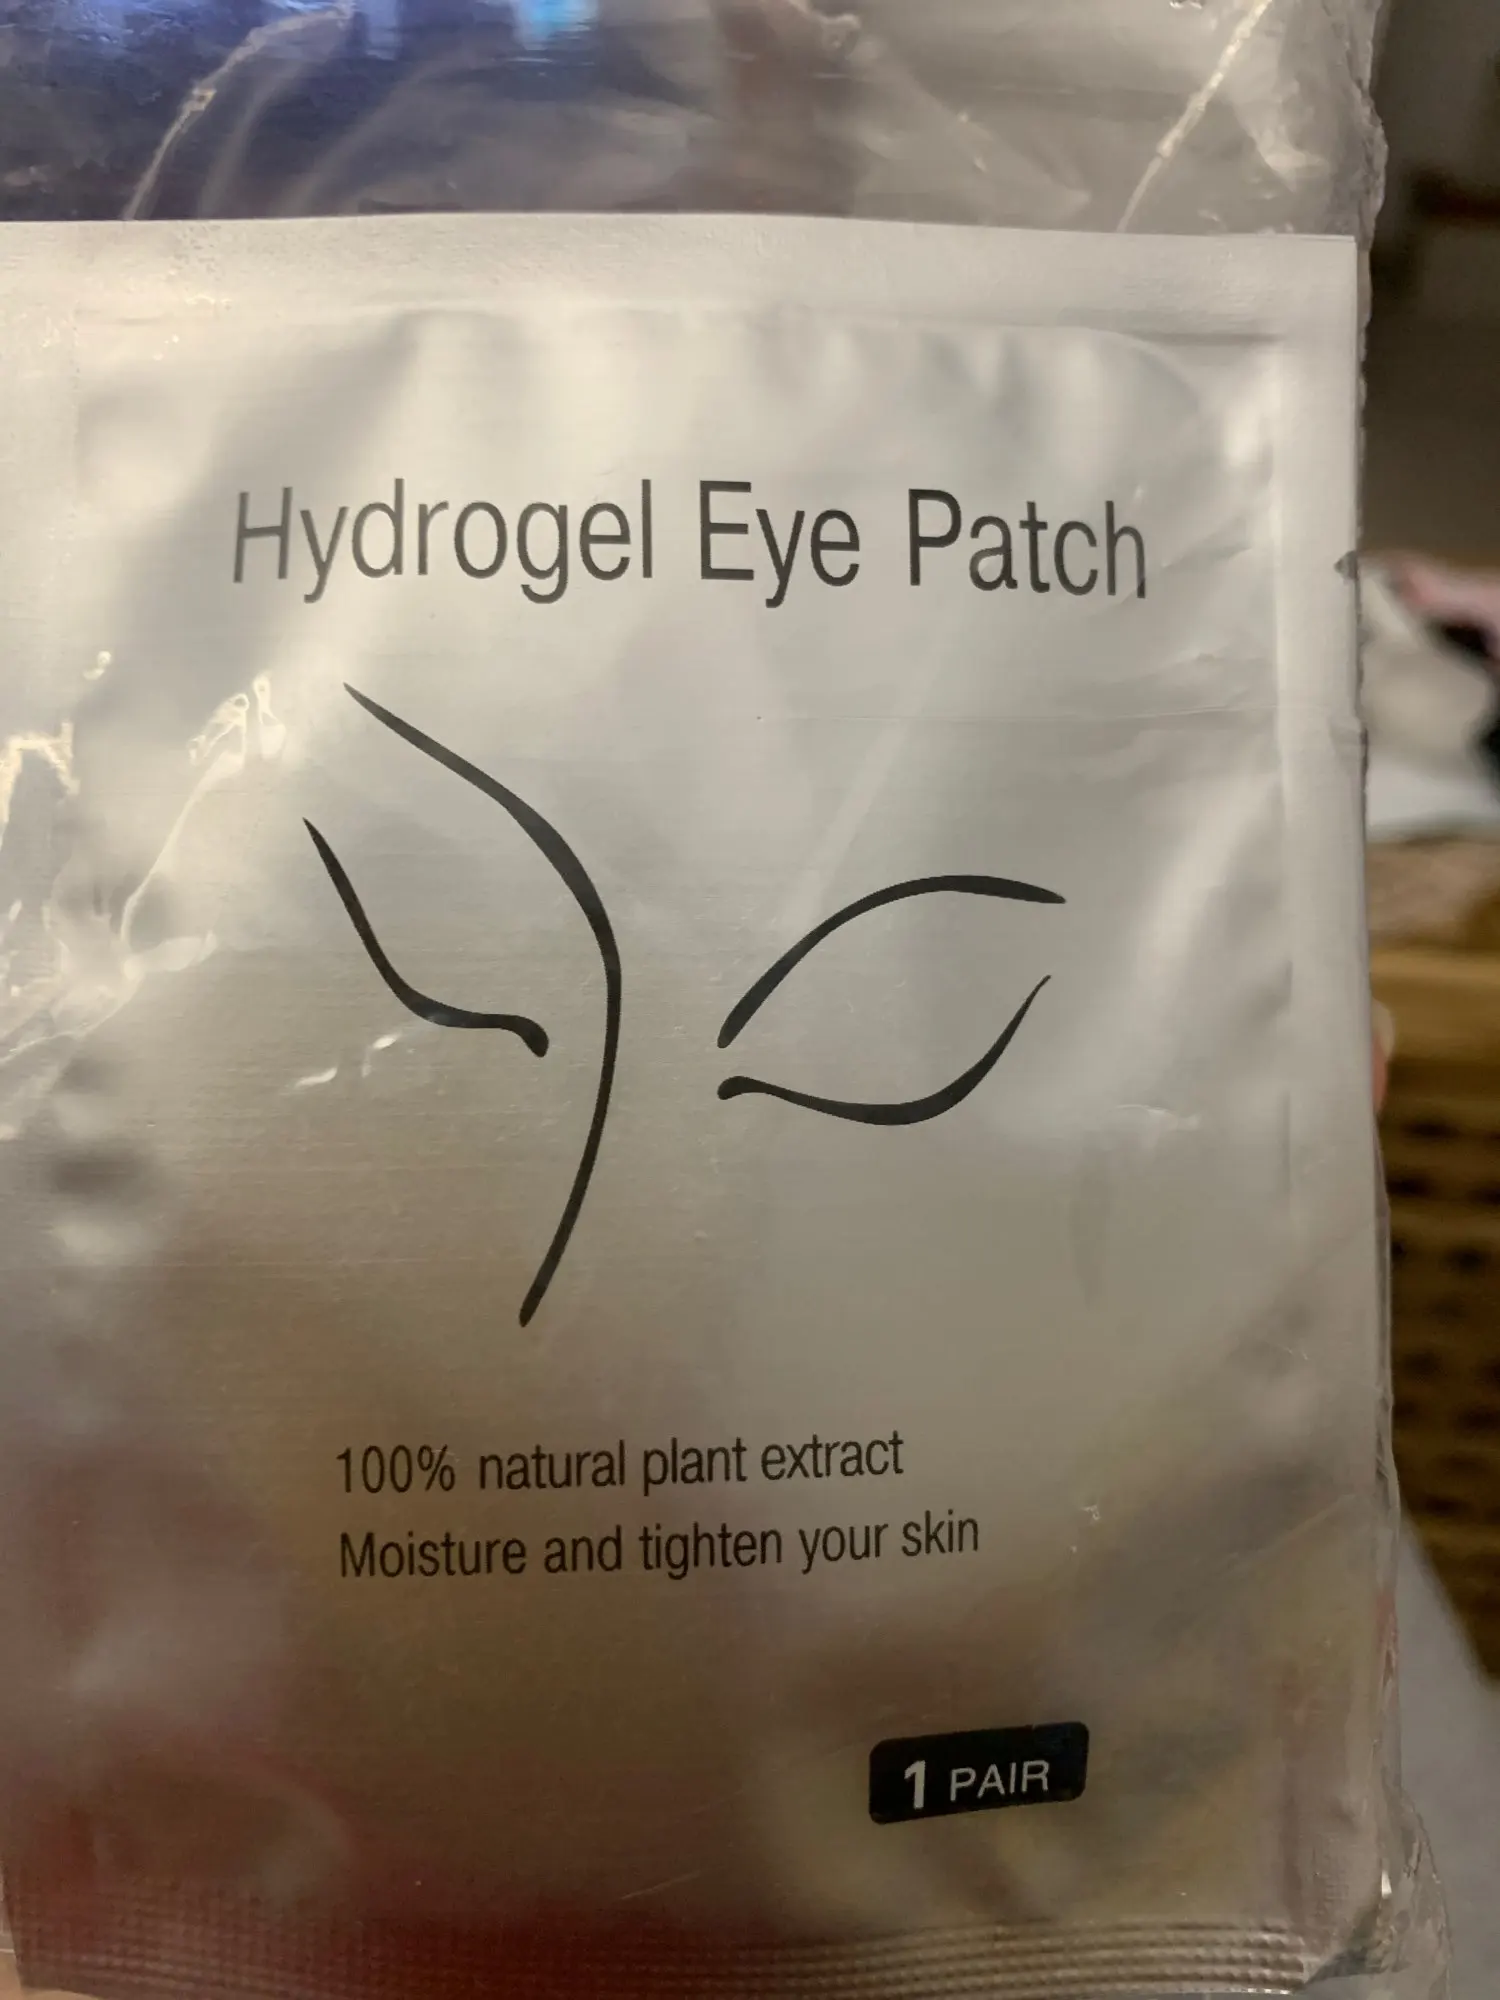 Hydrogel Eye Patch
100% natural plant extract
Moisture and tighten your skin
1 PAIR